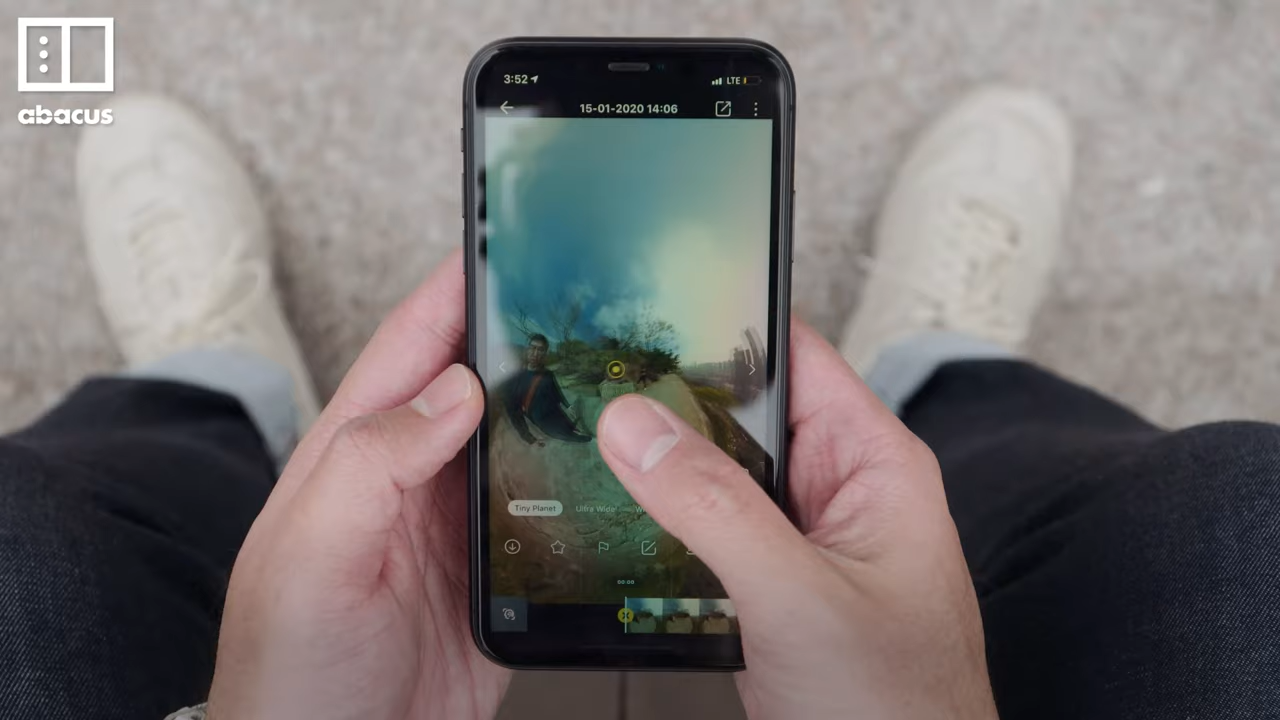 abacus
3:52
LTE
15-01-2020 14:06
Tiny Planet
Ultra Wide
00:00